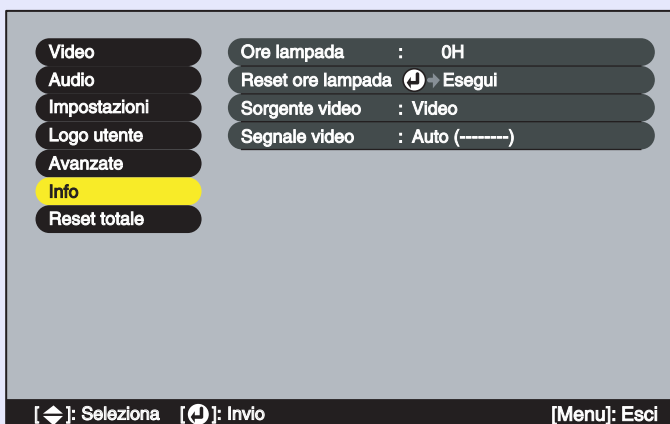 Video
Audio
Impostazioni
Logo utente
Avanzate
Info
Reset totale
Ore lampada : 0H
Reset ore lampada Esegui
Sorgente video : Video
Segnale video : Auto (--------)
[ ]: Seleziona [ ]: Invio [Menu]: Esci